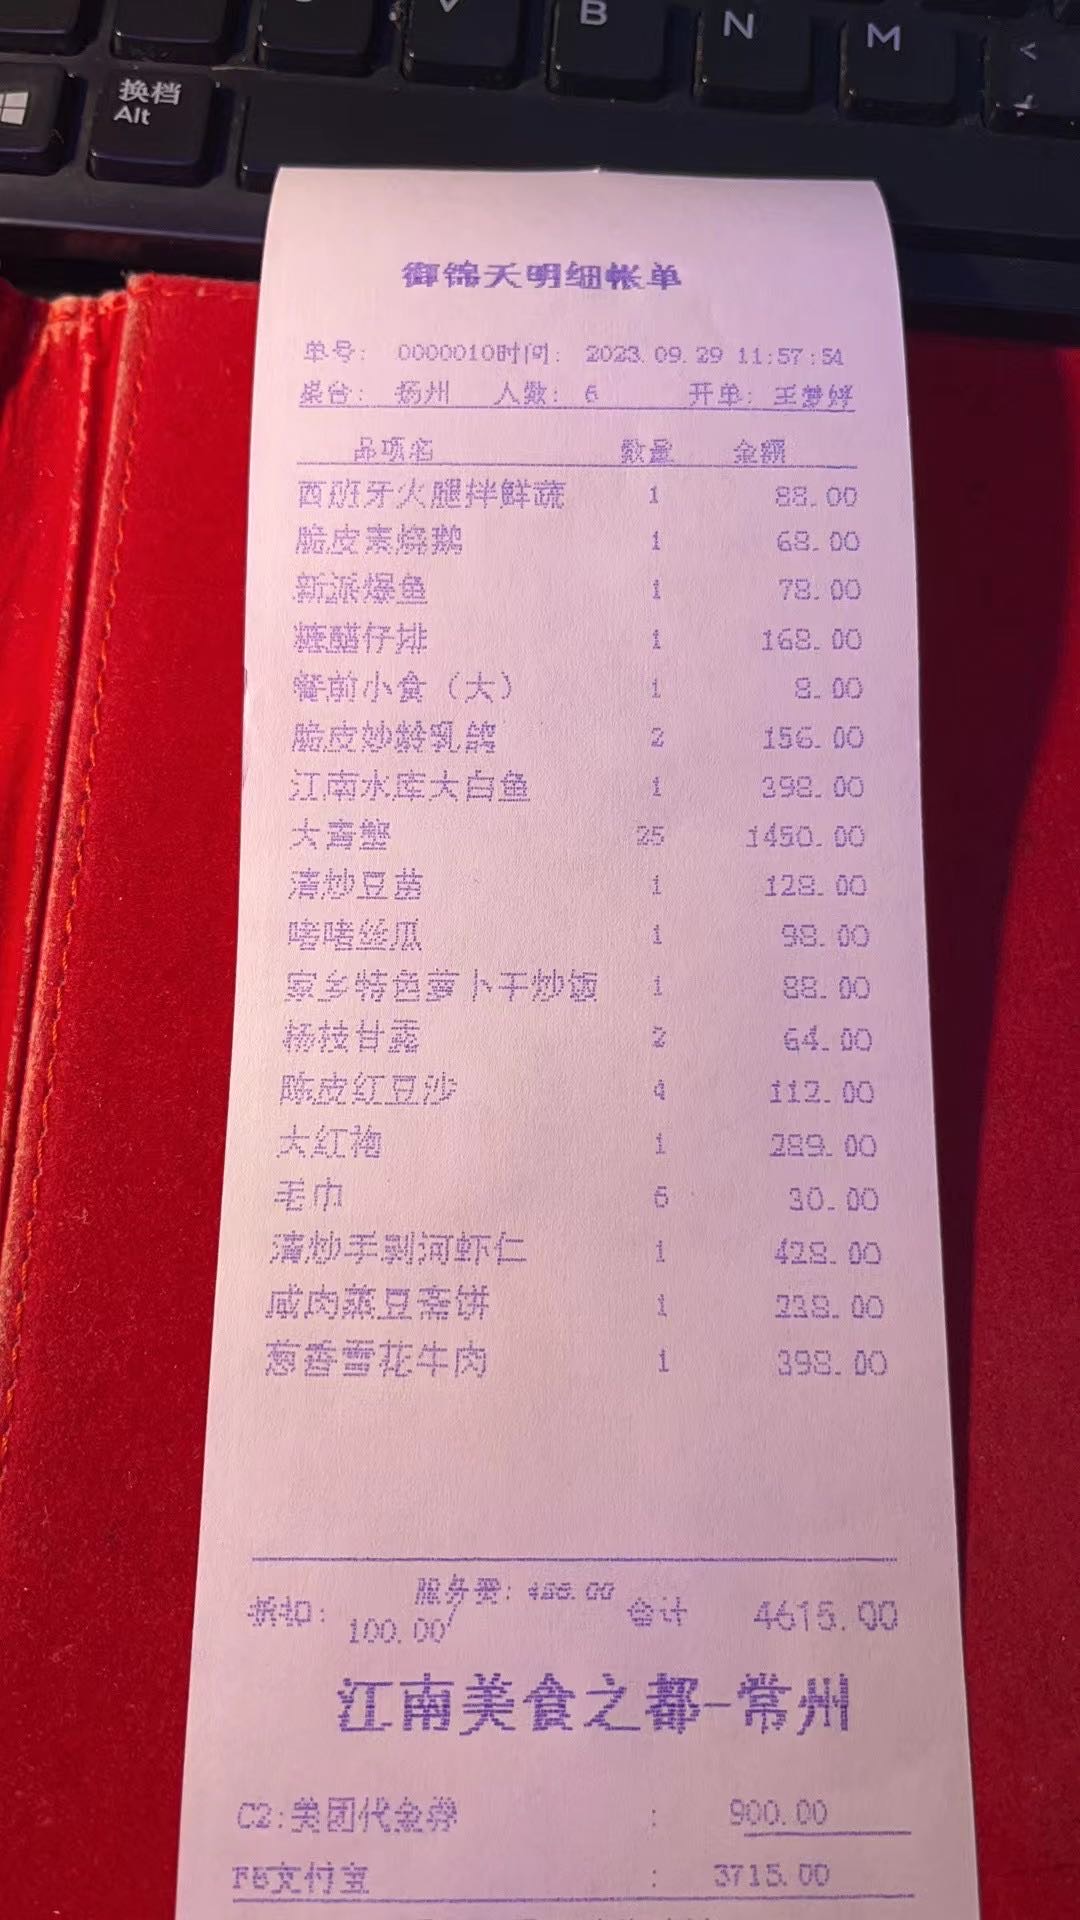 V B N M <
换档
Alt
御锦天明细帐单
单号: 0000010时间: 2023.09.29 11:57:54
桌台: 扬州 人数: 6 开单: 王梦婷
品项名 数量 金额
西班牙火腿拌鲜蔬 1 88.00
脆皮素烧鹅 1 68.00
新派爆鱼 1 78.00
糖醋仔排 1 168.00
餐前小食（大） 1 8.00
脆皮妙龄乳鸽 2 156.00
江南水库大白鱼 1 398.00
大青蟹 25 1450.00
清炒豆苗 1 128.00
啫啫丝瓜 1 98.00
家乡特色萝卜干炒饭 1 88.00
杨枝甘露 2 64.00
陈皮红豆沙 4 112.00
大红袍 1 289.00
毛巾 6 30.00
清炒手剥河虾仁 1 428.00
咸肉蒸豆斋饼 1 238.00
葱香雪花牛肉 1 398.00
服务费: 428.00
折扣: 100.00/ 合计 4615.00
江南美食之都-常州
C2:美团代金券 : 900.00
F6支付宝 : 3715.00